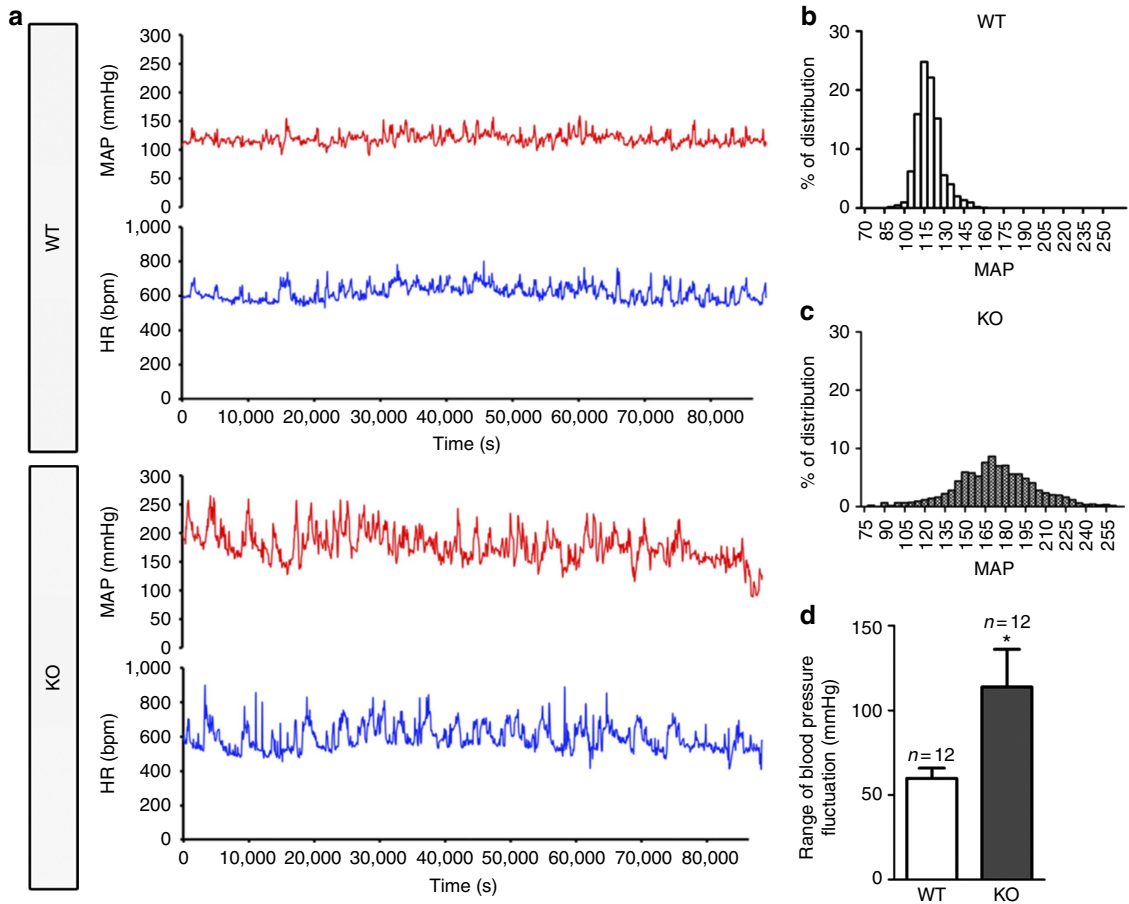 a
WT
MAP (mmHg)
300
250
200
150
100
50
0
HR (bpm)
1,000
800
600
400
200
0
0 10,000 20,000 30,000 40,000 50,000 60,000 70,000 80,000
Time (s)
KO
MAP (mmHg)
300
250
200
150
100
50
0
HR (bpm)
1,000
800
600
400
200
0
0 10,000 20,000 30,000 40,000 50,000 60,000 70,000 80,000
Time (s)
b
WT
% of distribution
30
20
10
0
70 85 100 115 130 145 160 175 190 205 220 235 250
MAP
c
KO
% of distribution
30
20
10
0
75 90 105 120 135 150 165 180 195 210 225 240 255
MAP
d
Range of blood pressure
fluctuation (mmHg)
150
100
50
0
n = 12
n = 12
*
WT KO